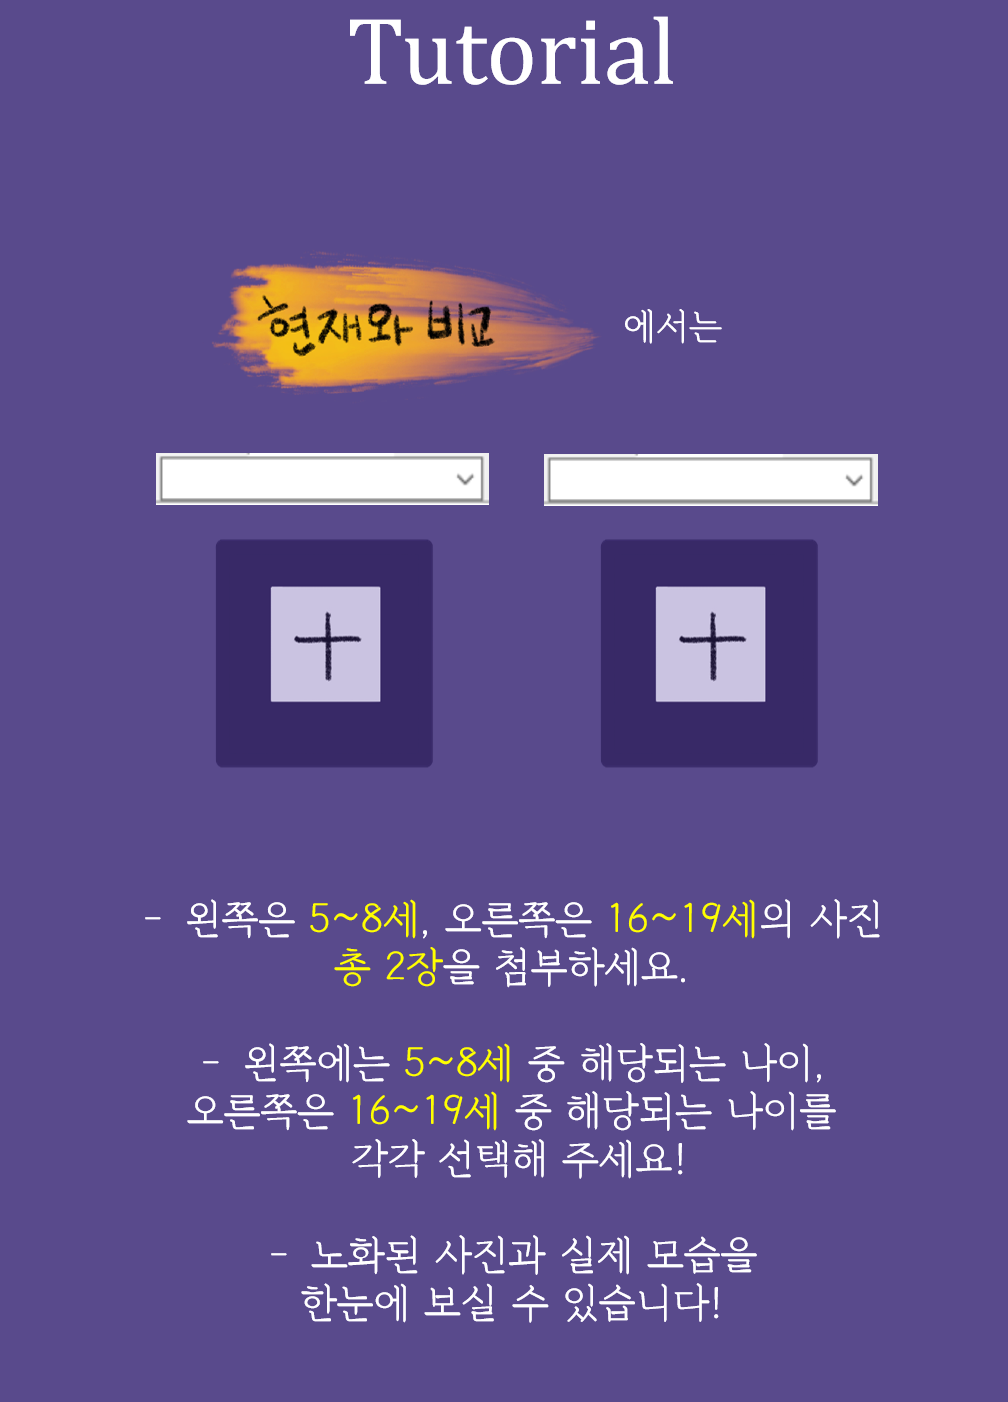 Tutorial
현재와 비교 에서는
- 왼쪽은 5~8세, 오른쪽은 16~19세의 사진
총 2장을 첨부하세요.
- 왼쪽에는 5~8세 중 해당되는 나이,
오른쪽은 16~19세 중 해당되는 나이를
각각 선택해 주세요!
- 노화된 사진과 실제 모습을
한눈에 보실 수 있습니다!